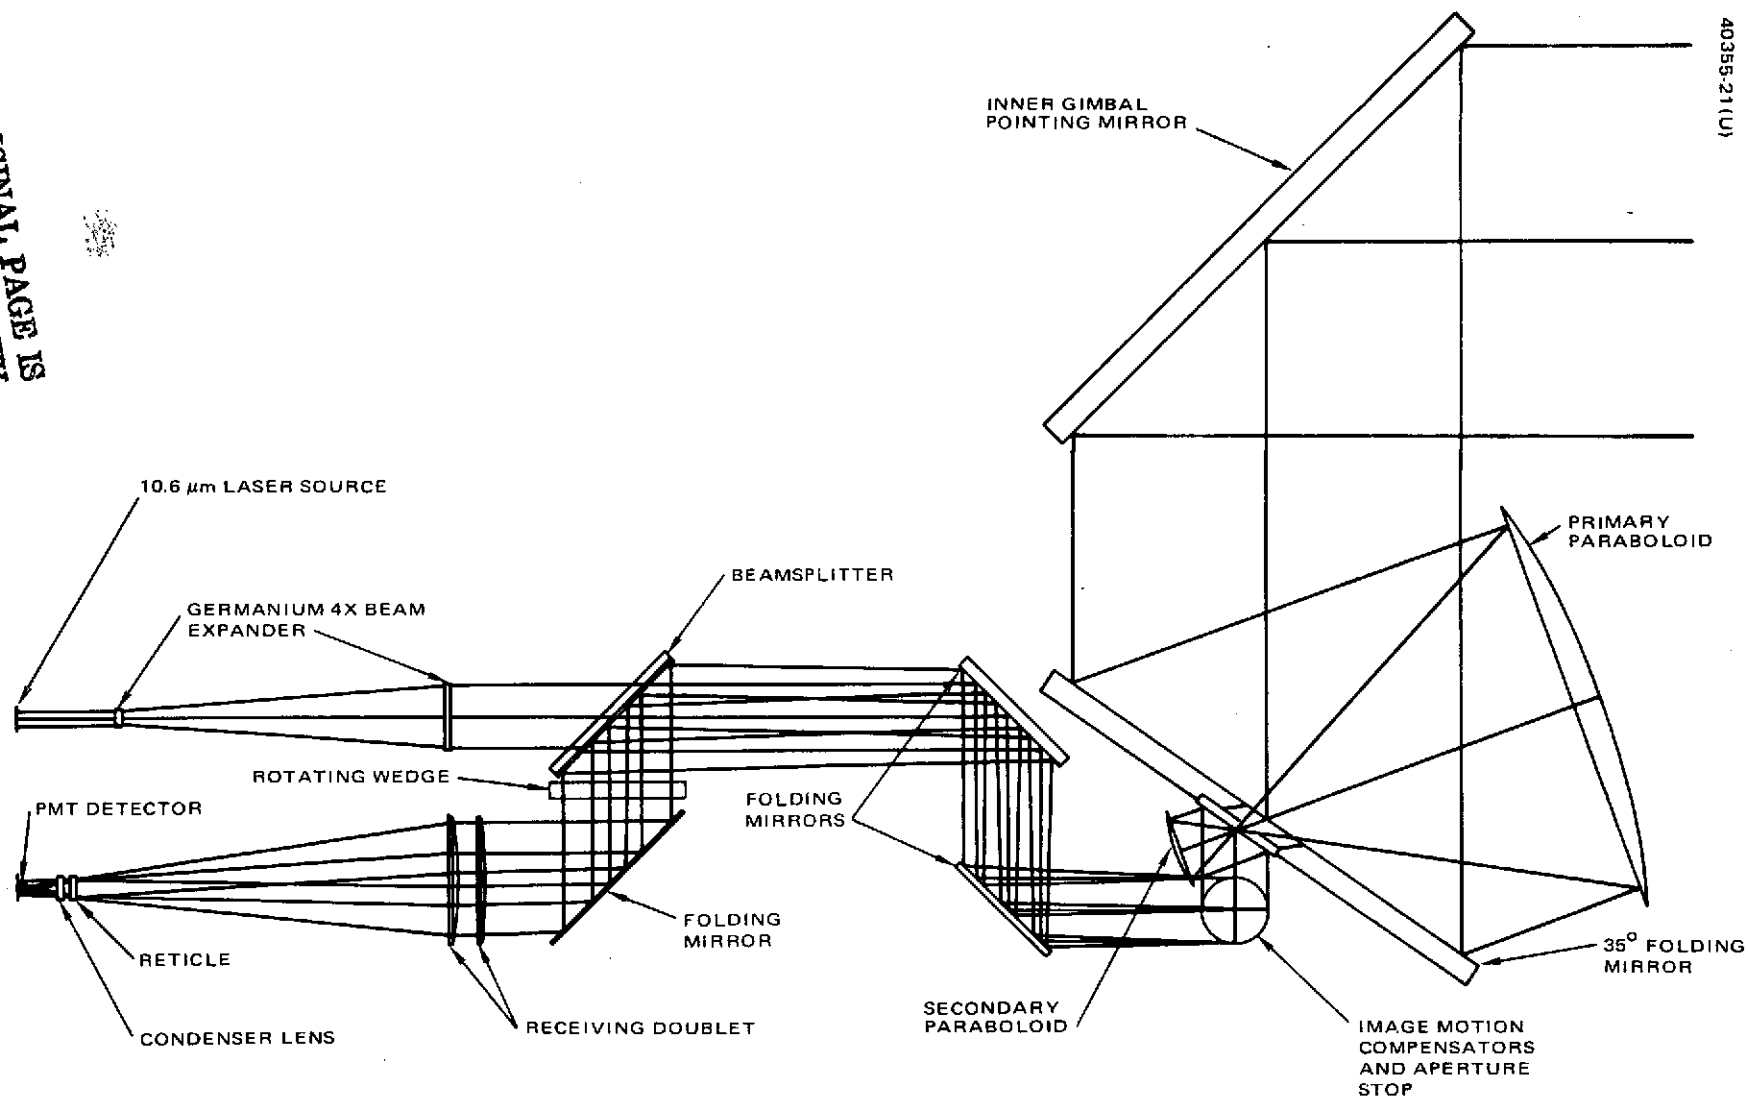 40355-21(U)
PAGE IS
INNER GIMBAL
POINTING MIRROR
10.6 μm LASER SOURCE
PRIMARY
PARABOLOID
BEAMSPLITTER
GERMANIUM 4X BEAM
EXPANDER
ROTATING WEDGE
PMT DETECTOR
FOLDING
MIRRORS
FOLDING
MIRROR
RETICLE
35° FOLDING
MIRROR
SECONDARY
PARABOLOID
CONDENSER LENS
RECEIVING DOUBLET
IMAGE MOTION
COMPENSATORS
AND APERTURE
STOP